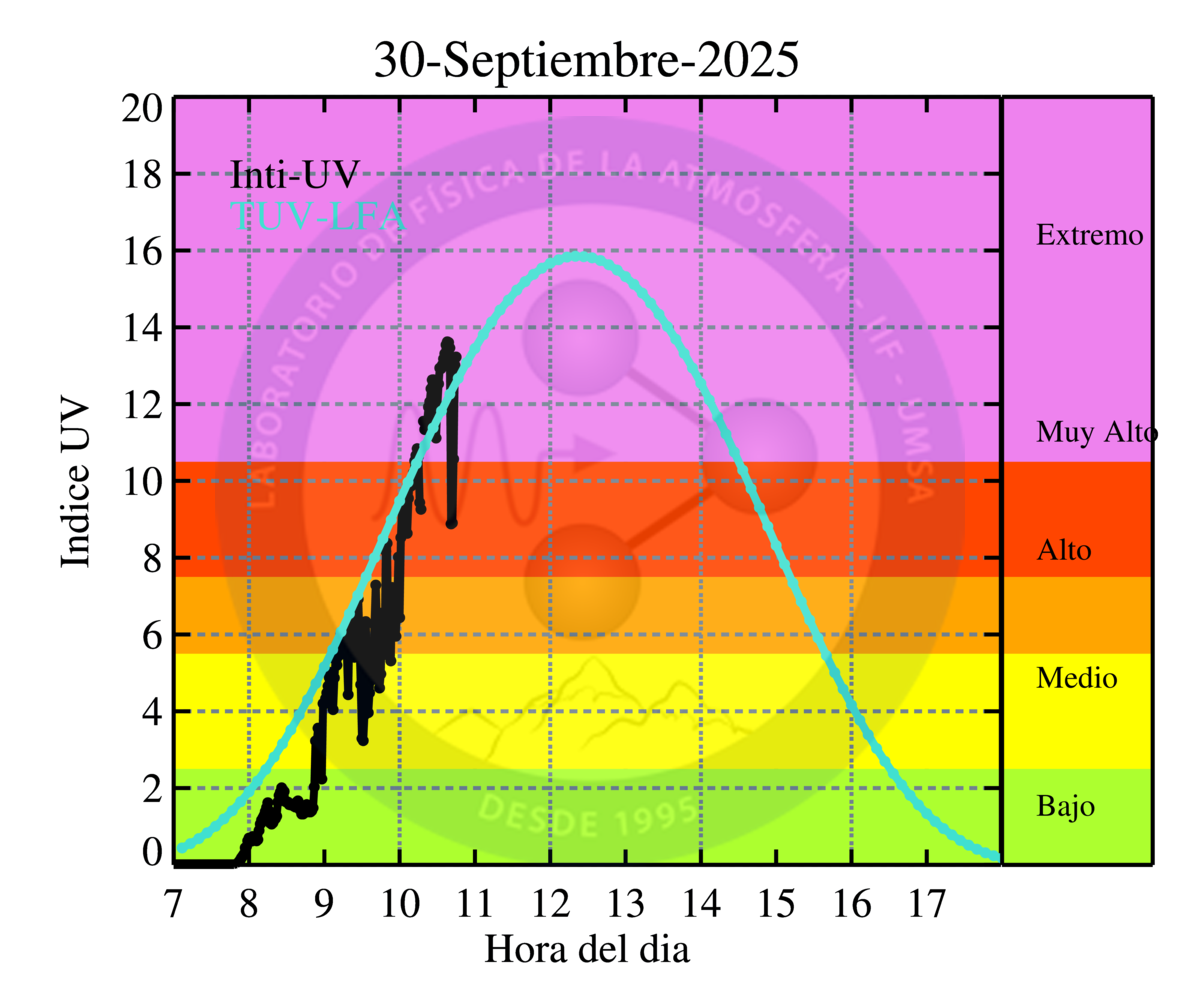 30-Septiembre-2025
Indice UV
20
18
16
14
12
10
8
6
4
2
0
Inti-UV
TUV-LFA
LABORATORIO DE FÍSICA DE LA ATMÓSFERA - IIF - UMSA
DESDE 1995
Extremo
Muy Alto
Alto
Medio
Bajo
7 8 9 10 11 12 13 14 15 16 17
Hora del dia